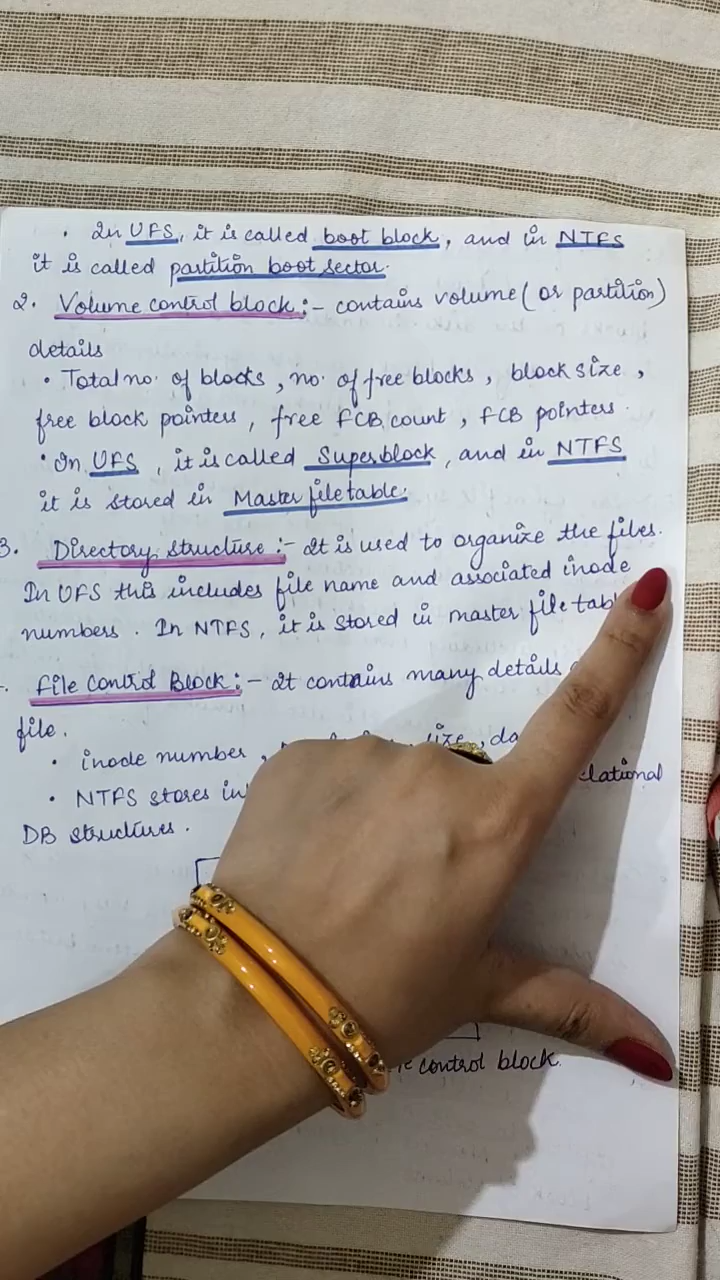 • In UFS, it is called boot block, and in NTFS
it is called partition boot sector.
2. Volume control block :- contains volume (or partition)
details
• Total no. of blocks, no. of free blocks, block size,
free block pointers, free FCB count, FCB pointers.
• In UFS, it is called Superblock, and in NTFS
it is stored in Master file table.
3. Directory structure :- It is used to organize the files.
In UFS this includes file name and associated inode
numbers. In NTFS, it is stored in master file
File Control Block :- It contains many details
file.
• inode number,
• NTFS stores in
DB structures.
control block.